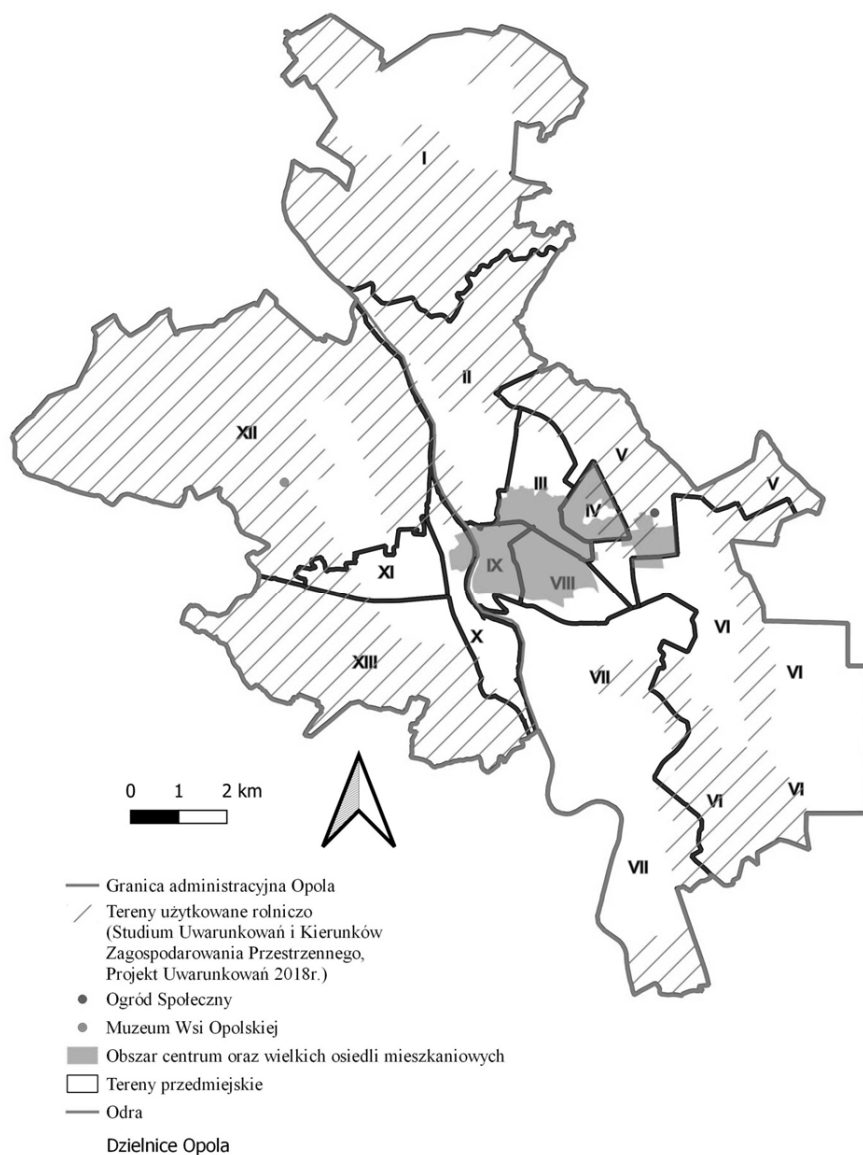 I
il
XII
III
V
V
IV
XI
IX
VIII
VI
X
XIII
VII
VI
VI
Vi
VII
0 1 2 km
Granica administracyjna Opola
Tereny użytkowane rolniczo
(Studium Uwarunkowań i Kierunków
Zagospodarowania Przestrzennego,
Projekt Uwarunkowań 2018r.)
Ogród Społeczny
Muzeum Wsi Opolskiej
Obszar centrum oraz wielkich osiedli mieszkaniowych
Tereny przedmiejskie
Odra
Dzielnice Opola